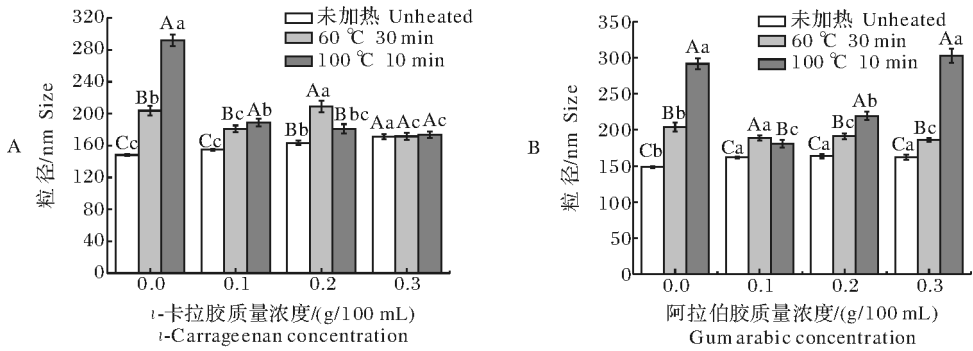 A
粒径/nm Size
320
280
240
200
160
120
80
40
0
未加热 Unheated
60 ℃ 30 min
100 ℃ 10 min
Cc Bb Aa
Cc Bc Ab
Bb Aa Bbc
Aa Ac Ac
0.0 0.1 0.2 0.3
ι-卡拉胶质量浓度/(g/100 mL)
ι-Carrageenan concentration
B
粒径/nm Size
350
300
250
200
150
100
50
0
未加热 Unheated
60 ℃ 30 min
100 ℃ 10 min
Cb Bb Aa
Ca Aa Bc
Ca Bc Ab
Ca Bc Aa
0.0 0.1 0.2 0.3
阿拉伯胶质量浓度/(g/100 mL)
Gum arabic concentration